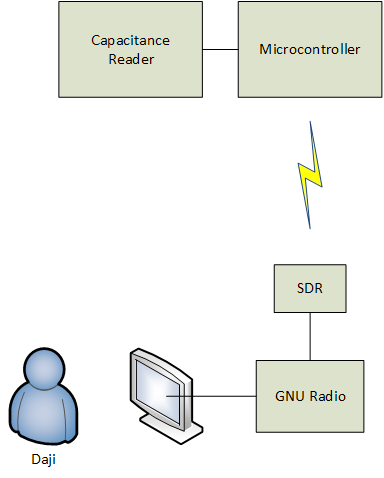 Capacitance
Reader
Microcontroller
SDR
GNU Radio
Daji